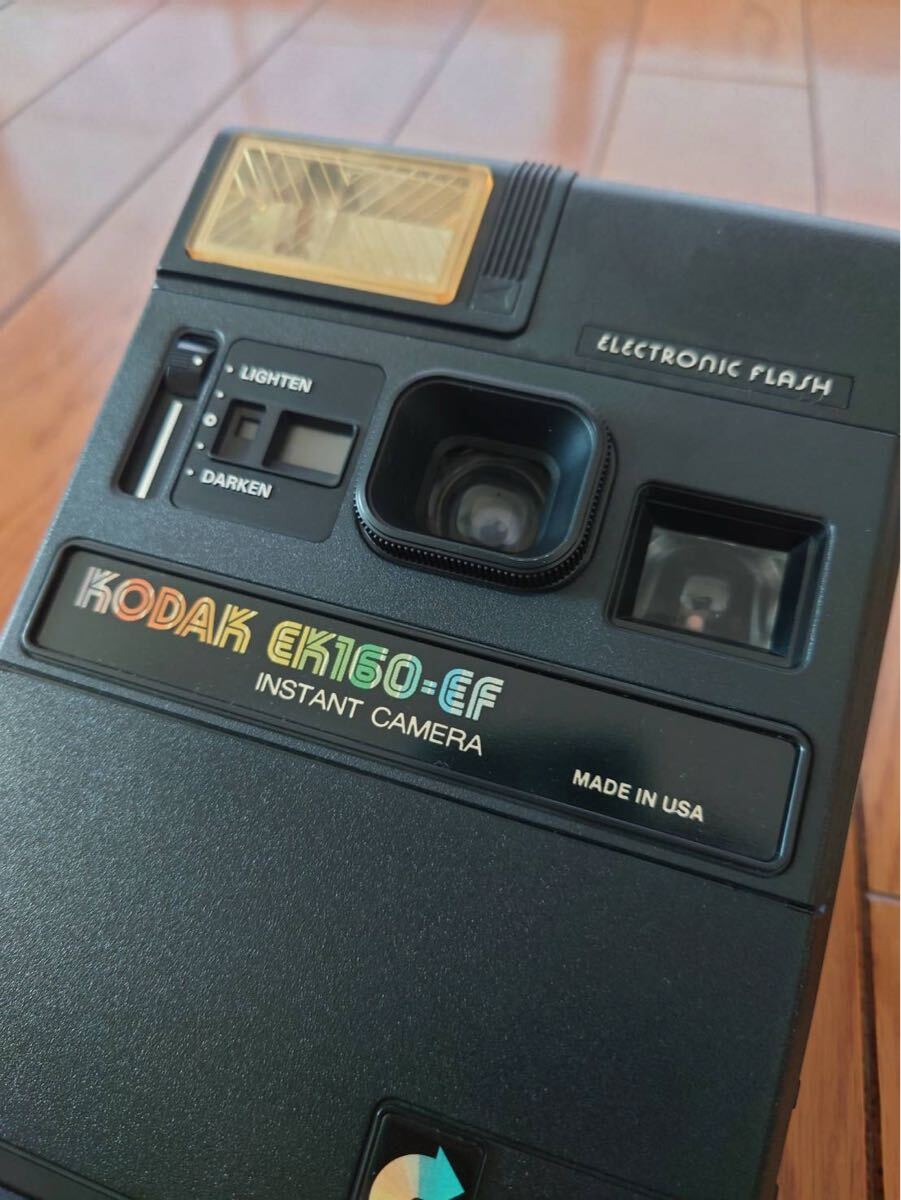 ELECTRONIC FLASH
LIGHTEN
DARKEN
KODAK EK160-EF
INSTANT CAMERA
MADE IN USA